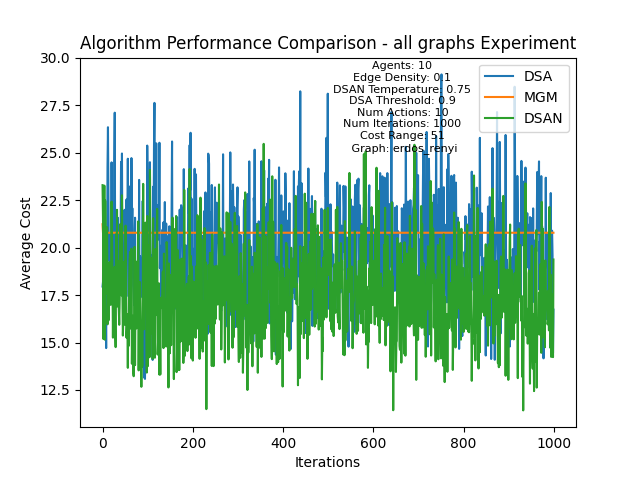 Algorithm Performance Comparison - all graphs Experiment
Agents: 10
Edge Density: 0.1
DSAN Temperature: 0.75
DSA Threshold: 0.9
Num Actions: 10
Num Iterations: 1000
Cost Range: 51
Graph: erdos_renyi
DSA
MGM
DSAN
Average Cost
30.0
27.5
25.0
22.5
20.0
17.5
15.0
12.5
0
200
400
600
800
1000
Iterations